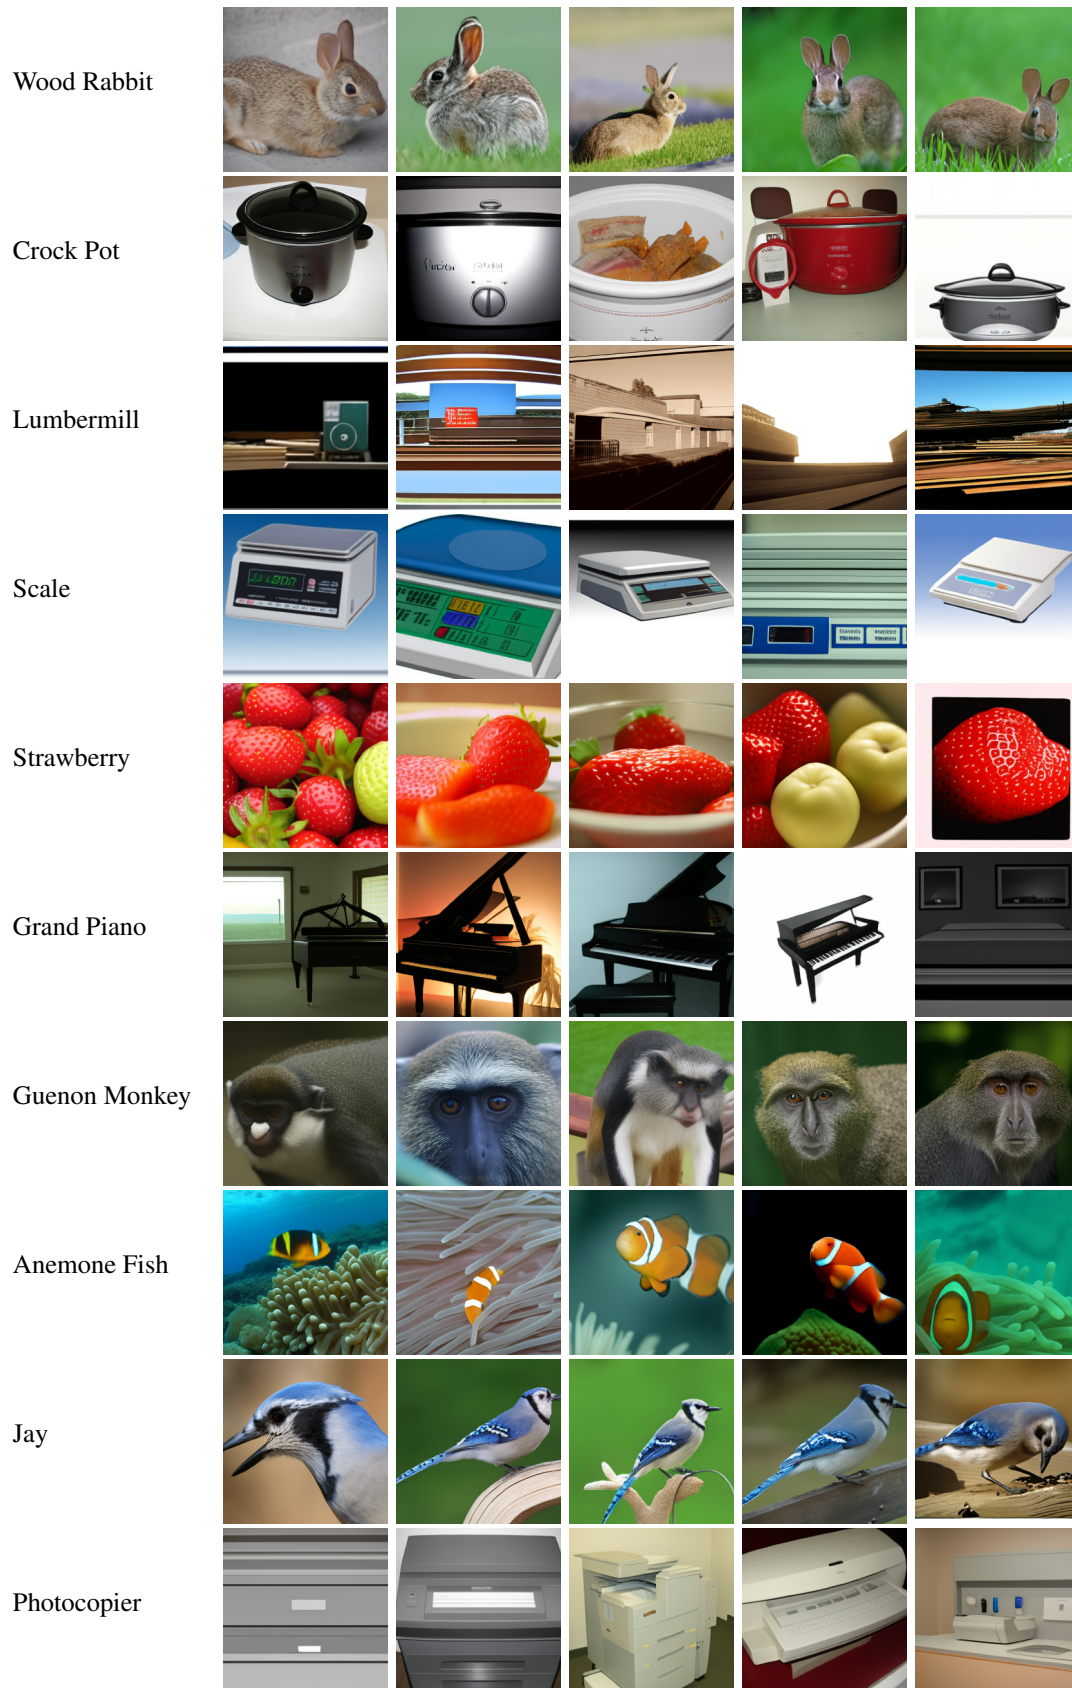 Wood Rabbit
Crock Pot
Lumbermill
Scale
Strawberry
Grand Piano
Guenon Monkey
Anemone Fish
Jay
Photocopier